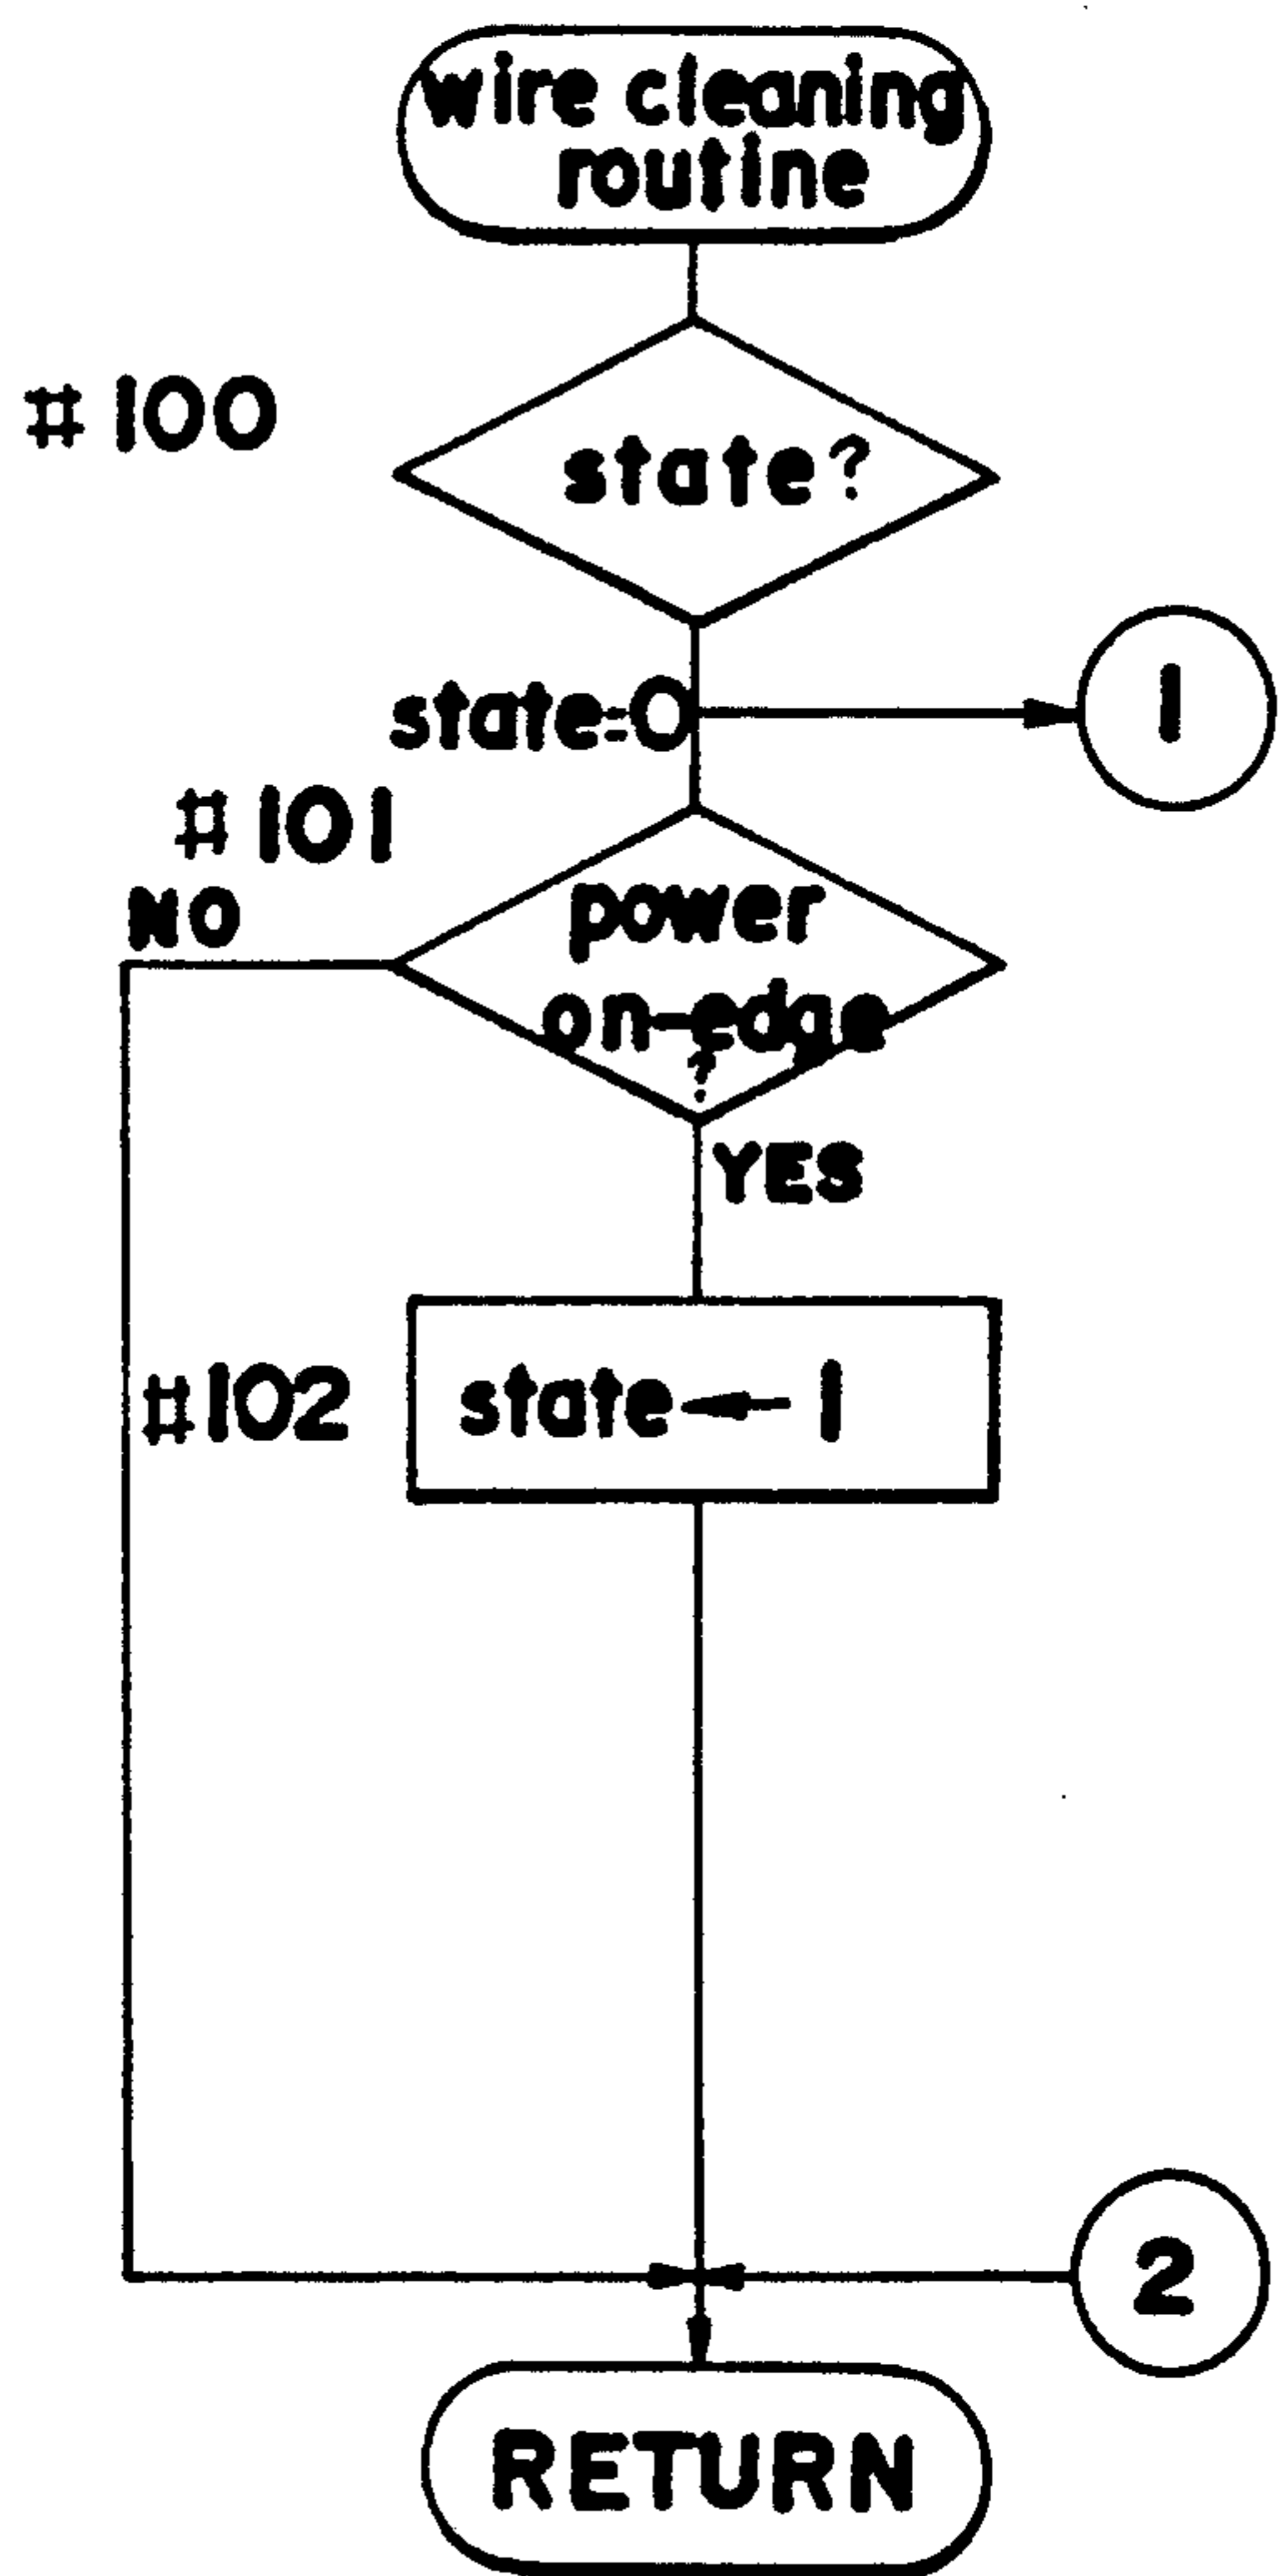 wire cleaning
routine
#100
state?
state=0
1
#101
NO
power
on-edge
?
YES
#102
state ← 1
2
RETURN